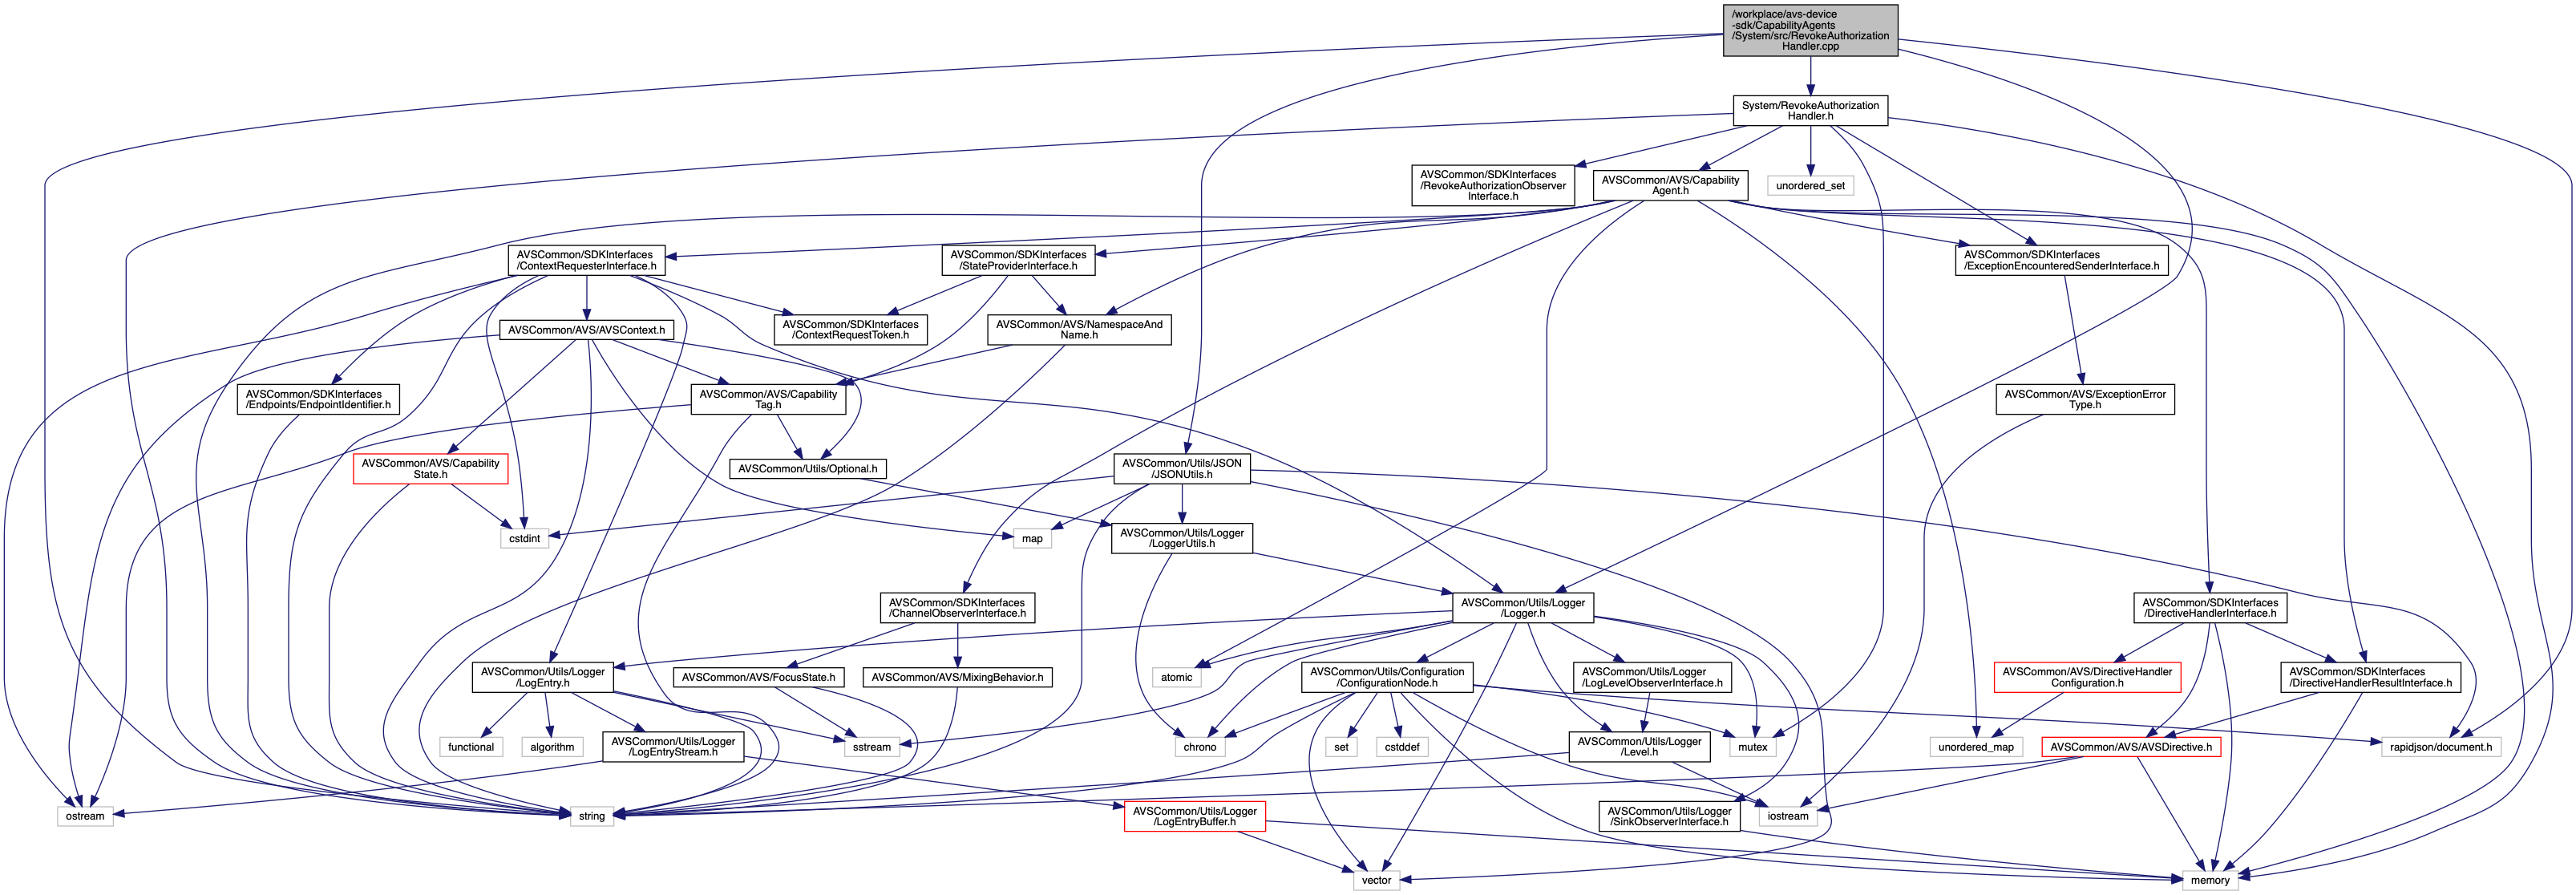 /workplace/avs-device
-sdk/CapabilityAgents
/System/src/RevokeAuthorization
Handler.cpp
System/RevokeAuthorization
Handler.h
AVSCommon/SDKInterfaces
/RevokeAuthorizationObserver
Interface.h
AVSCommon/AVS/Capability
Agent.h
unordered_set
AVSCommon/SDKInterfaces
/ContextRequesterInterface.h
AVSCommon/SDKInterfaces
/StateProviderInterface.h
AVSCommon/SDKInterfaces
/ExceptionEncounteredSenderInterface.h
AVSCommon/AVS/AVSContext.h
AVSCommon/SDKInterfaces
/ContextRequestToken.h
AVSCommon/AVS/NamespaceAnd
Name.h
AVSCommon/SDKInterfaces
/Endpoints/EndpointIdentifier.h
AVSCommon/AVS/Capability
Tag.h
AVSCommon/AVS/ExceptionError
Type.h
AVSCommon/AVS/Capability
State.h
AVSCommon/Utils/Optional.h
AVSCommon/Utils/JSON
/JSONUtils.h
cstdint
map
AVSCommon/Utils/Logger
/LoggerUtils.h
AVSCommon/SDKInterfaces
/ChannelObserverInterface.h
AVSCommon/Utils/Logger
/Logger.h
AVSCommon/SDKInterfaces
/DirectiveHandlerInterface.h
AVSCommon/Utils/Logger
/LogEntry.h
AVSCommon/AVS/FocusState.h
AVSCommon/AVS/MixingBehavior.h
atomic
AVSCommon/Utils/Configuration
/ConfigurationNode.h
AVSCommon/Utils/Logger
/LogLevelObserverInterface.h
AVSCommon/AVS/DirectiveHandler
Configuration.h
AVSCommon/SDKInterfaces
/DirectiveHandlerResultInterface.h
functional
algorithm
AVSCommon/Utils/Logger
/LogEntryStream.h
sstream
chrono
set
cstddef
AVSCommon/Utils/Logger
/Level.h
mutex
unordered_map
AVSCommon/AVS/AVSDirective.h
rapidjson/document.h
ostream
string
AVSCommon/Utils/Logger
/LogEntryBuffer.h
AVSCommon/Utils/Logger
/SinkObserverInterface.h
iostream
vector
memory